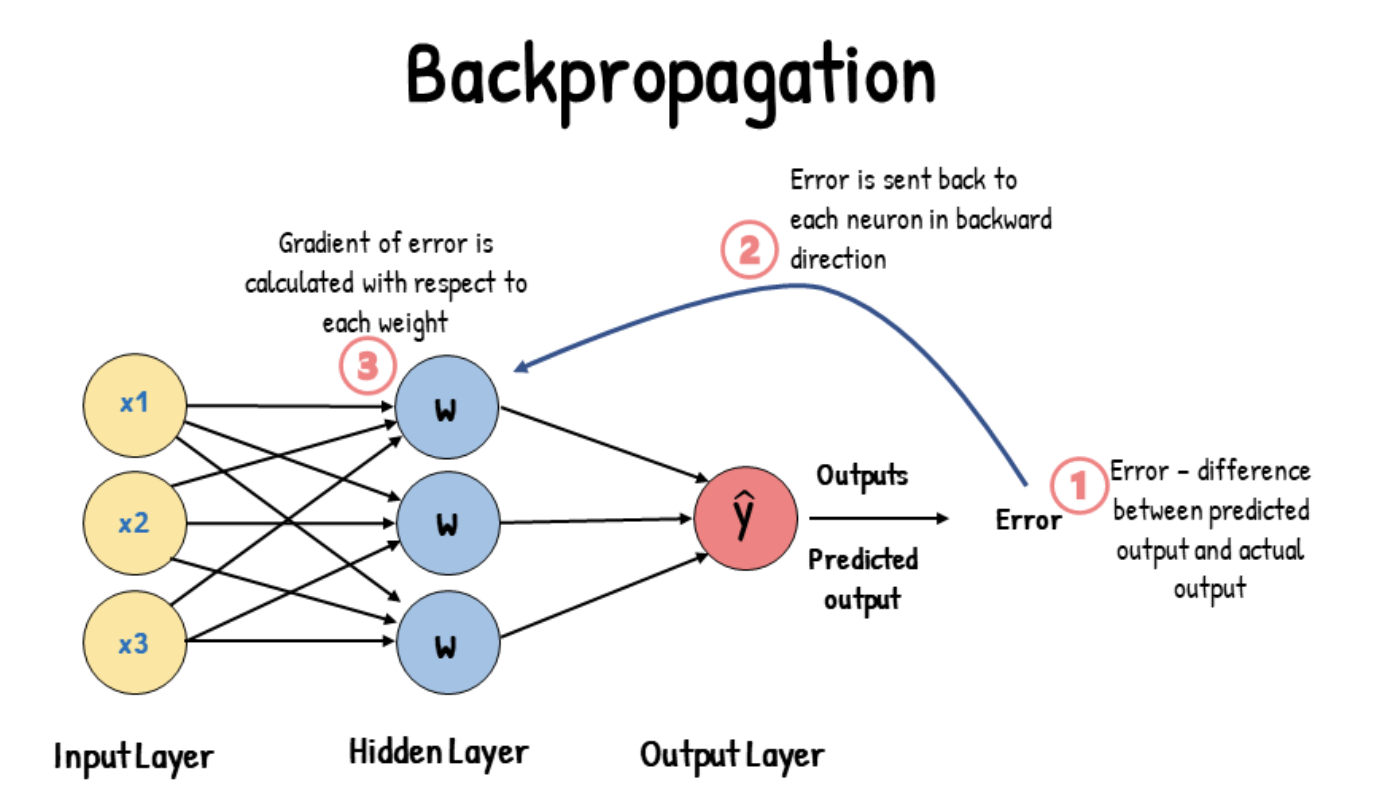 Backpropagation
Error is sent back to
each neuron in backward
direction
2
Gradient of error is
calculated with respect to
each weight
3
x1
w
x2
w
x3
w
ŷ
Outputs
Predicted
output
Error
1
Error - difference
between predicted
output and actual
output
Input Layer
Hidden Layer
Output Layer